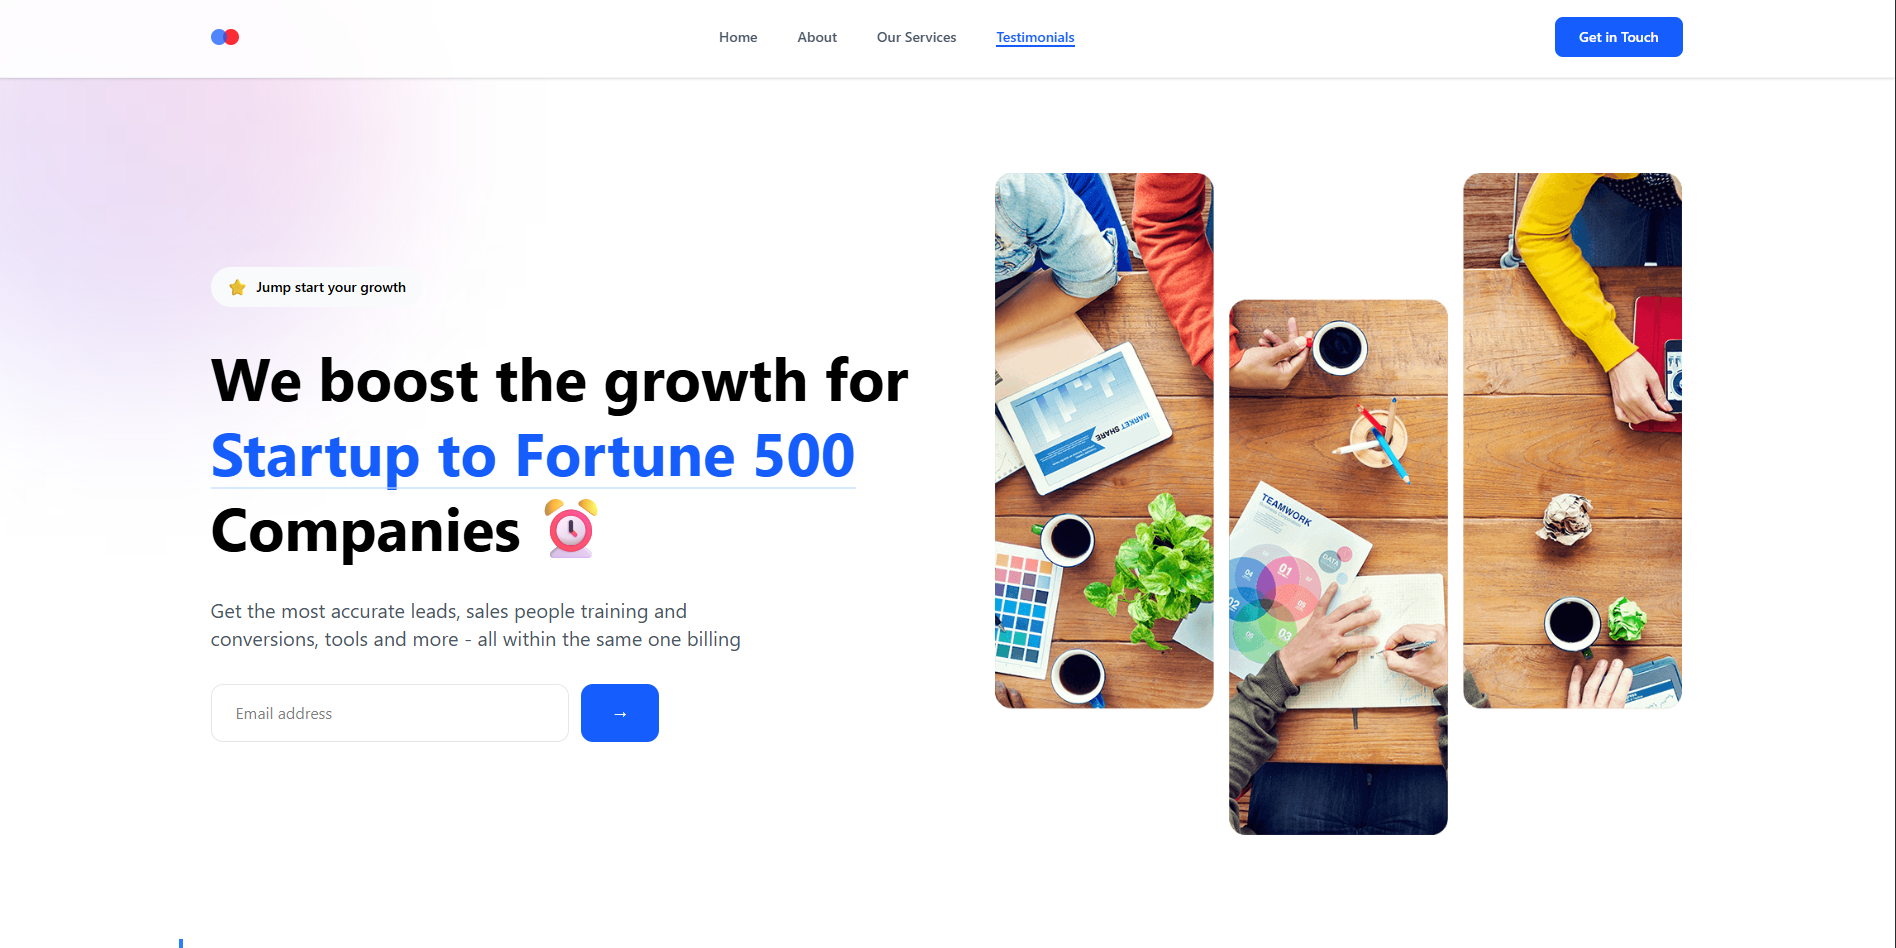 Home
About
Our Services
Testimonials
Get in Touch
Jump start your growth
We boost the growth for
Startup to Fortune 500
Companies
Get the most accurate leads, sales people training and
conversions, tools and more - all within the same one billing
Email address
→
MARKET SHARE
TEAMWORK
DATA
01
04
02
03